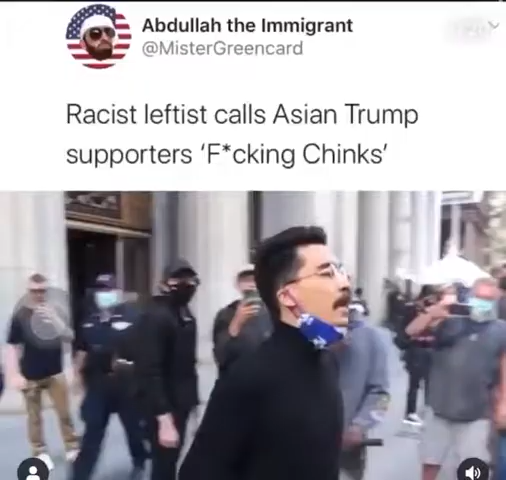 Abdullah the Immigrant
@MisterGreencard
Racist leftist calls Asian Trump
supporters ‘F*cking Chinks’